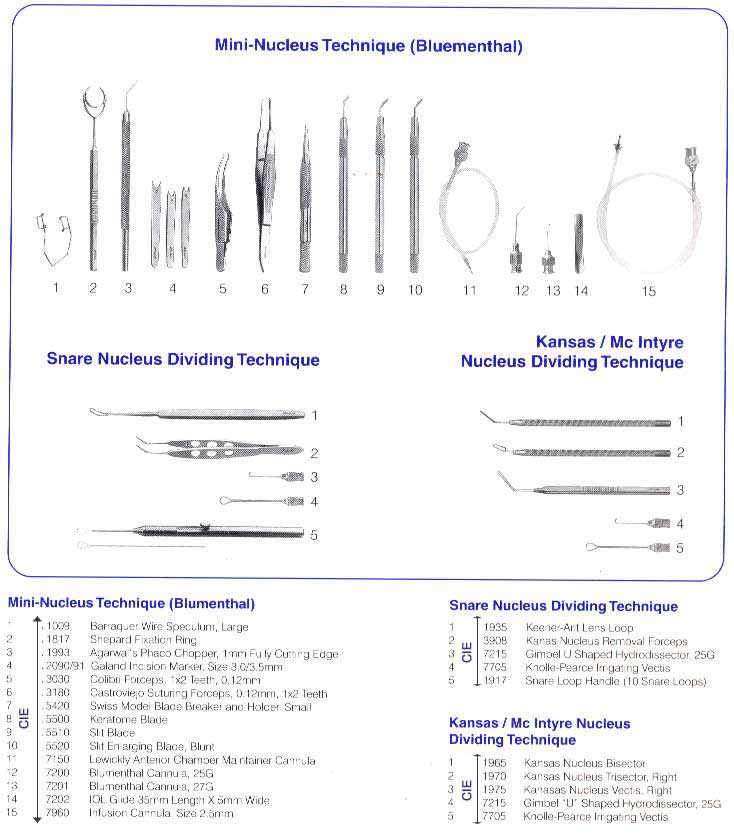 Mini-Nucleus Technique (Bluementhal)
1 2 3 4 5 6 7 8 9 10 11 12 13 14 15
Snare Nucleus Dividing Technique
1
2
3
4
5
Kansas / Mc Intyre
Nucleus Dividing Technique
1
2
3
4
5
Mini-Nucleus Technique (Blumenthal)
CIE
1 .1009 Barraquer Wire Speculum, Large
2 .1817 Shepard Fixation Ring
3 .1993 Agarwal's Phaco Chopper, 1mm Fully Cutting Edge
4 .2090/91 Galand Incision Marker, Size 3.0/3.5mm
5 .3030 Colibri Forceps, 1x2 Teeth, 0.12mm
6 .3180 Castroviejo Suturing Forceps, 0.12mm, 1x2 Teeth
7 .5420 Swiss Model Blade Breaker and Holder, Small
8 .5500 Keratome Blade
9 .5510 Slit Blade
10 .5520 Slit Enlarging Blade, Blunt
11 7150 Lewickly Anterior Chamber Maintainer Cannula
12 7200 Blumenthal Cannula, 25G
13 7201 Blumenthal Cannula, 27G
14 7202 IOL Glide 35mm Length X 5mm Wide
15 7960 Infusion Cannula, Size 2.5mm
Snare Nucleus Dividing Technique
CIE
1 1935 Keener-Arlt Lens Loop
2 3908 Kanas Nucleus Removal Forceps
3 7215 Gimbel U Shaped Hydrodissector, 25G
4 7705 Knolle-Pearce Irrigating Vectis
5 1917 Snare Loop Handle (10 Snare Loops)
Kansas / Mc Intyre Nucleus
Dividing Technique
CIE
1 1965 Kansas Nucleus Bisector
2 1970 Kansas Nucleus Trisector, Right
3 1975 Kanasas Nucleus Vectis, Right
4 7215 Gimbel "U" Shaped Hydrodissector, 25G
5 7705 Knolle-Pearce Irrigating Vectis